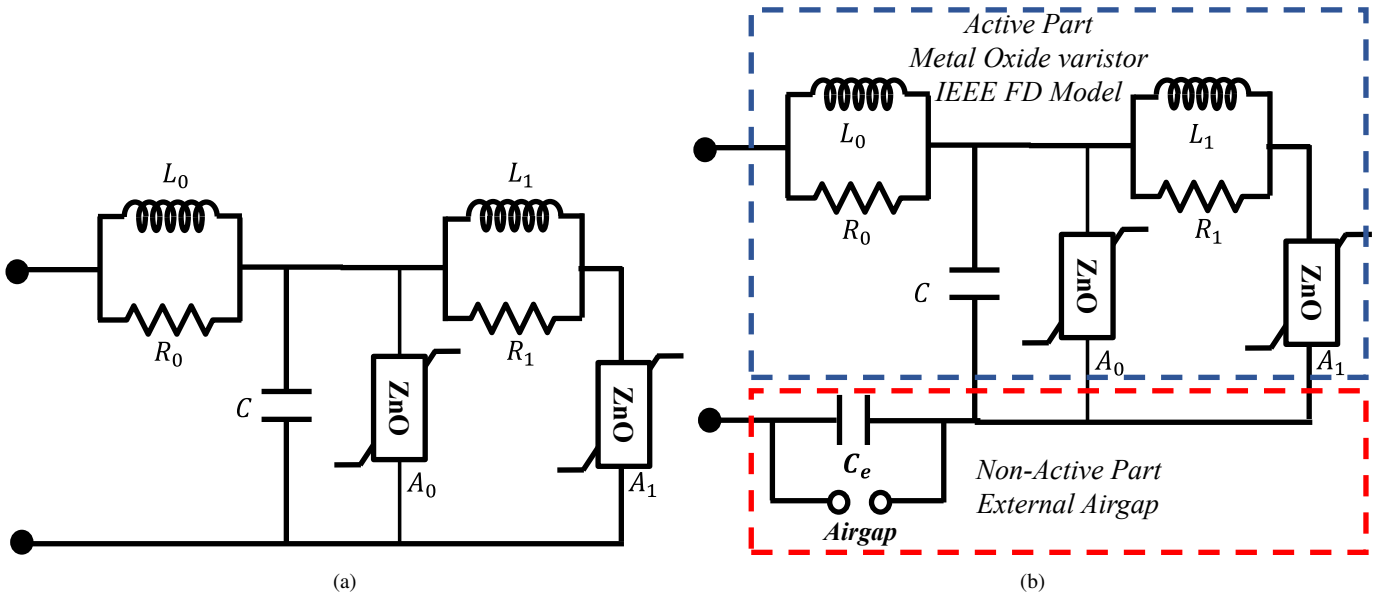 L₀
L₁
R₀
R₁
C
ZnO
ZnO
A₀
A₁
(a)
Active Part
Metal Oxide varistor
IEEE FD Model
L₀
L₁
R₀
R₁
C
ZnO
ZnO
A₀
A₁
Cₑ
Airgap
Non-Active Part
External Airgap
(b)